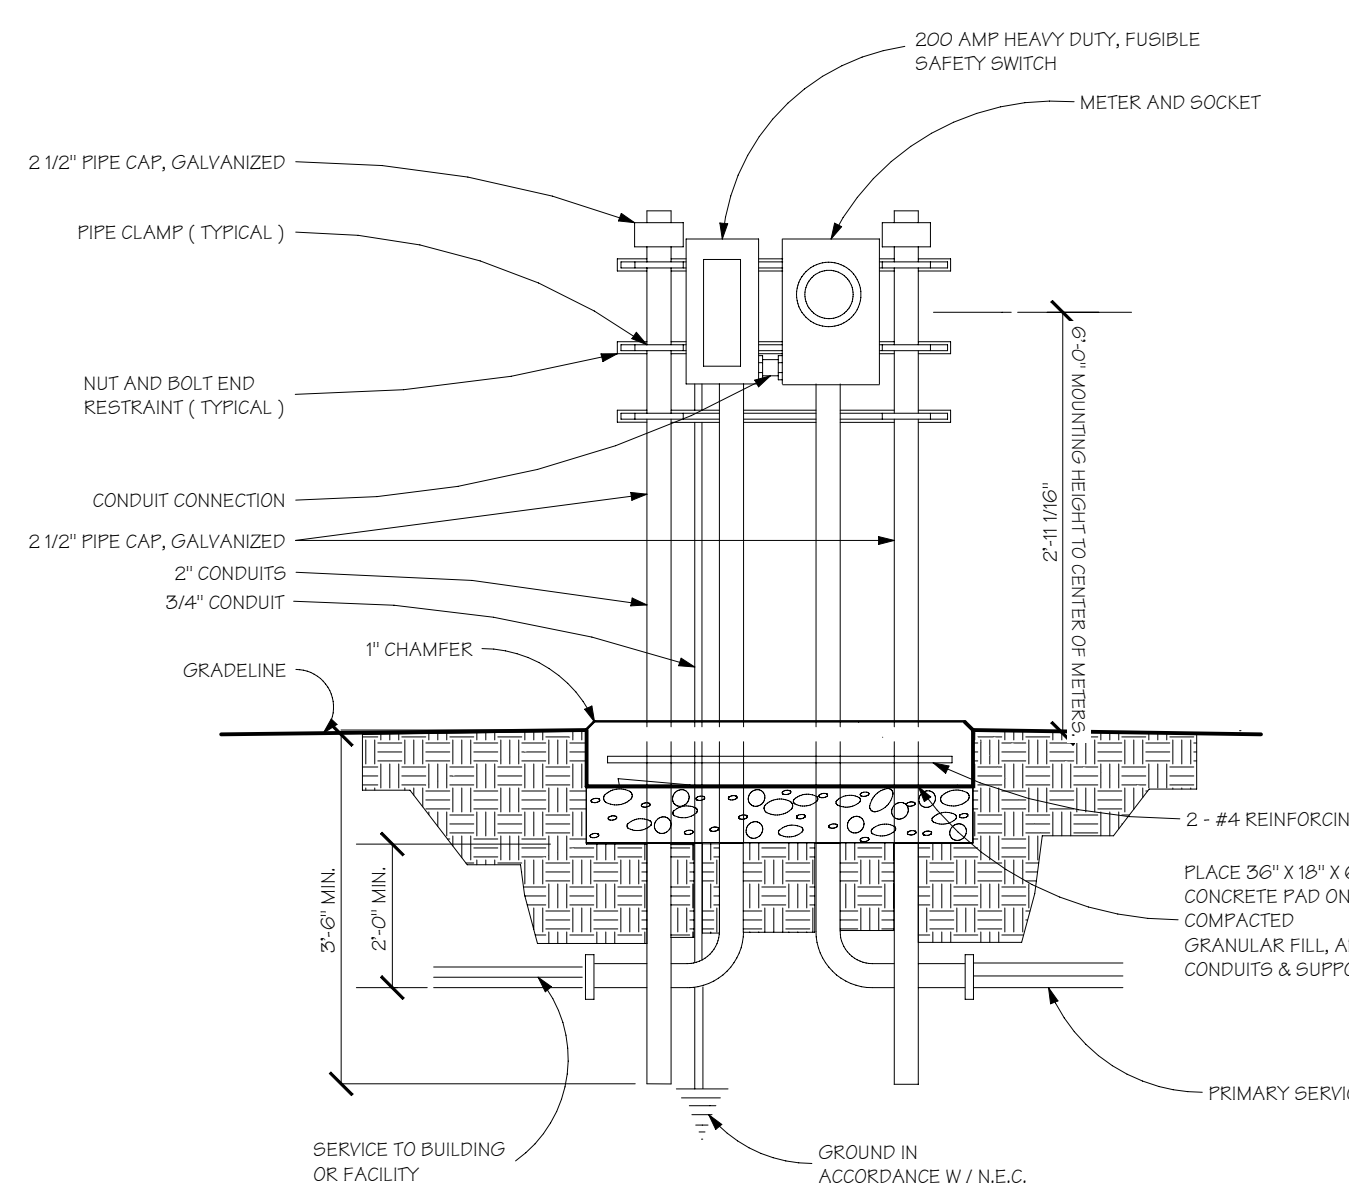 200 AMP HEAVY DUTY, FUSIBLE
SAFETY SWITCH
METER AND SOCKET
2 1/2" PIPE CAP, GALVANIZED
PIPE CLAMP ( TYPICAL )
NUT AND BOLT END
RESTRAINT ( TYPICAL )
CONDUIT CONNECTION
2 1/2" PIPE CAP, GALVANIZED
2" CONDUITS
3/4" CONDUIT
1" CHAMFER
GRADELINE
2'-11 1/16"
6'-0" MOUNTING HEIGHT TO CENTER OF METERS.
2 - #4 REINFORCIN
PLACE 36" X 18" X 6
CONCRETE PAD ON
COMPACTED
GRANULAR FILL, A
CONDUITS & SUPPO
3'-6" MIN.
2'-0" MIN.
PRIMARY SERVIC
SERVICE TO BUILDING
OR FACILITY
GROUND IN
ACCORDANCE W / N.E.C.